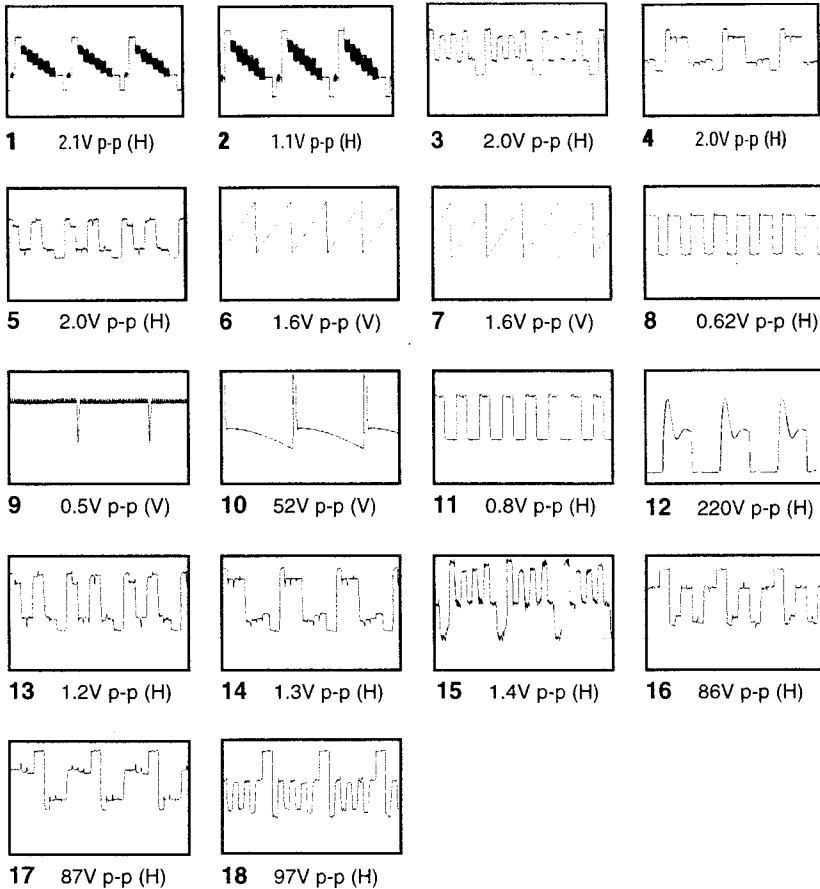 1 2.1V p-p (H)
2 1.1V p-p (H)
3 2.0V p-p (H)
4 2.0V p-p (H)
5 2.0V p-p (H)
6 1.6V p-p (V)
7 1.6V p-p (V)
8 0.62V p-p (H)
9 0.5V p-p (V)
10 52V p-p (V)
11 0.8V p-p (H)
12 220V p-p (H)
13 1.2V p-p (H)
14 1.3V p-p (H)
15 1.4V p-p (H)
16 86V p-p (H)
17 87V p-p (H)
18 97V p-p (H)